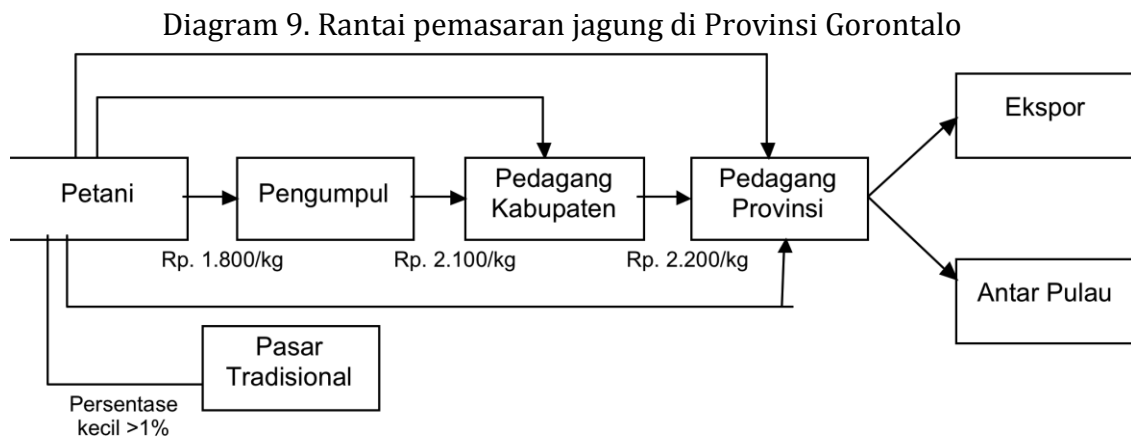 Diagram 9. Rantai pemasaran jagung di Provinsi Gorontalo
Ekspor
Petani
Pengumpul
Pedagang
Kabupaten
Pedagang
Provinsi
Rp. 1.800/kg
Rp. 2.100/kg
Rp. 2.200/kg
Antar Pulau
Pasar
Tradisional
Persentase
kecil >1%